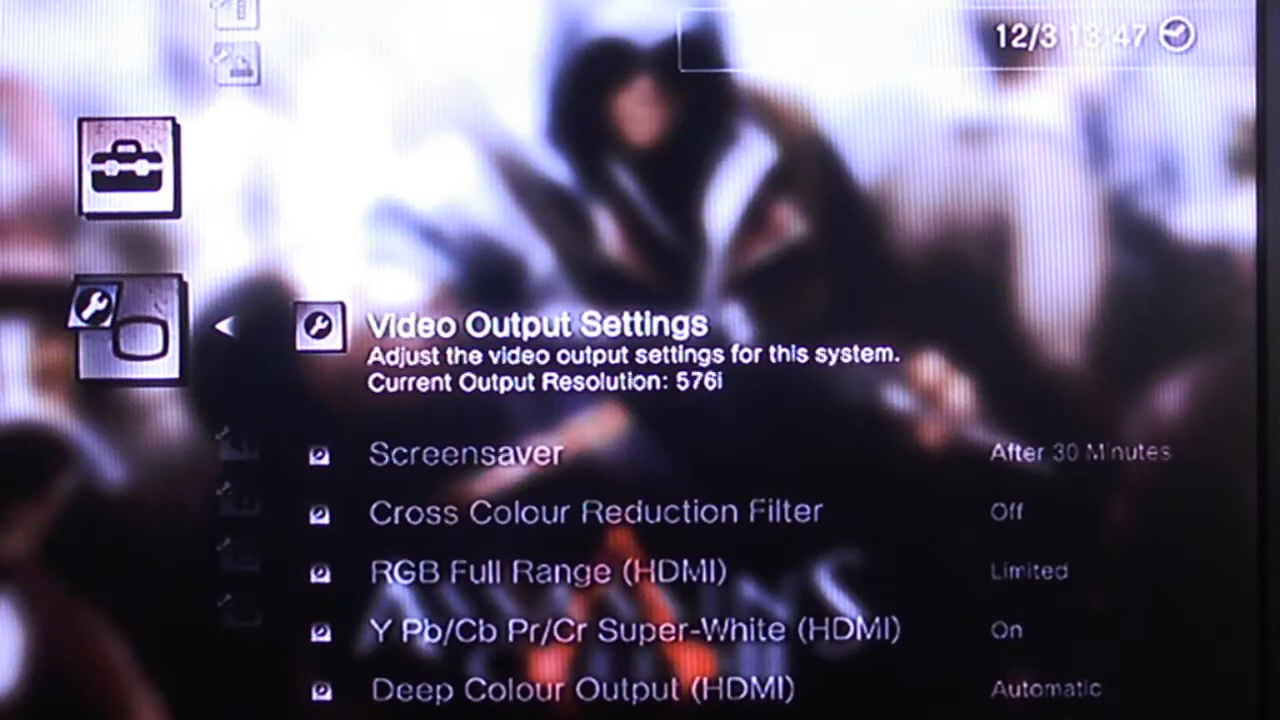 12/3 13:47
Video Output Settings
Adjust the video output settings for this system.
Current Output Resolution: 576i
Screensaver After 30 Minutes
Cross Colour Reduction Filter Off
RGB Full Range (HDMI) Limited
Y Pb/Cb Pr/Cr Super-White (HDMI) On
Deep Colour Output (HDMI) Automatic